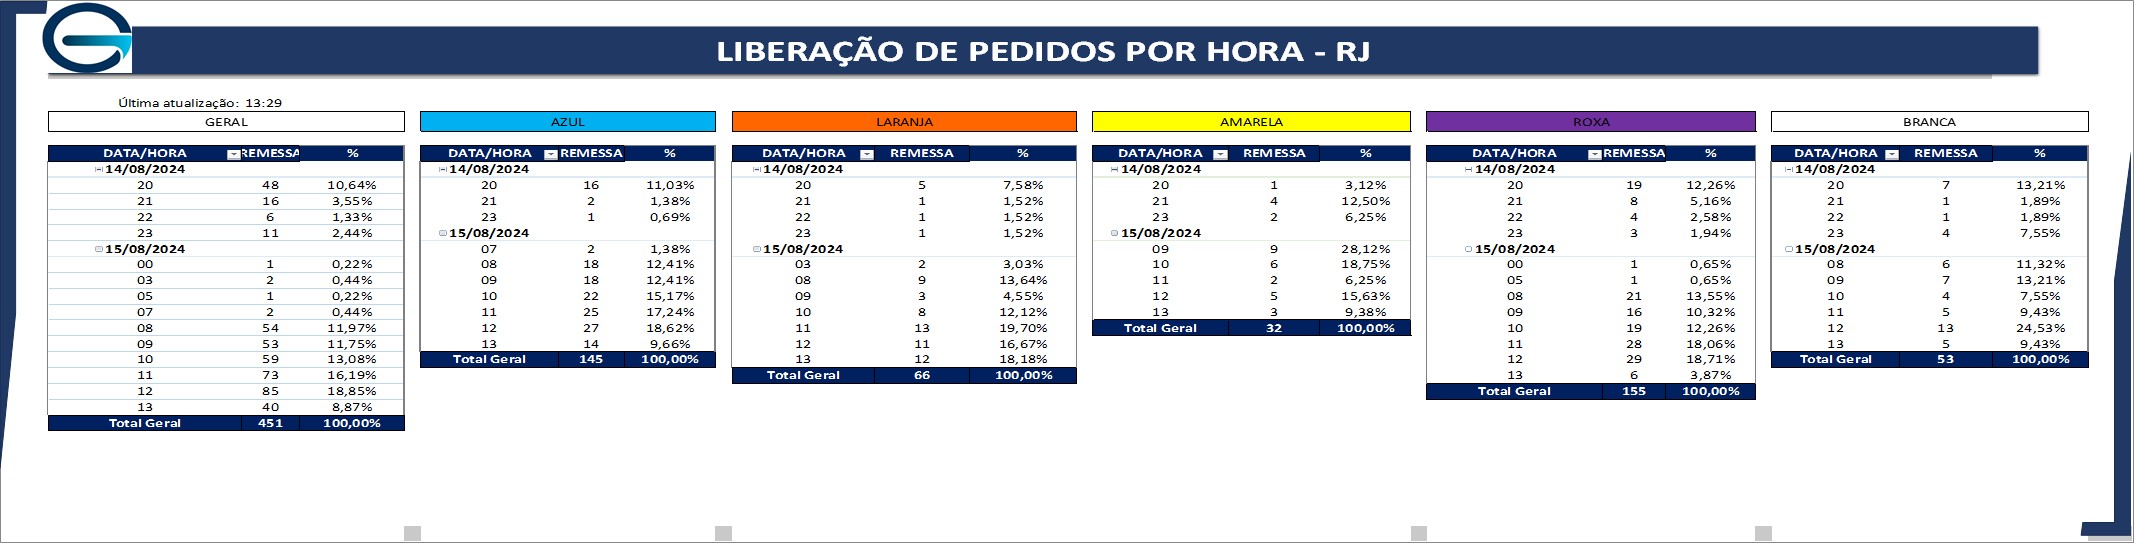 LIBERAÇÃO DE PEDIDOS POR HORA - RJ
Última atualização: 13:29
GERAL
DATA/HORA REMESSA %
14/08/2024
20 48 10,64%
21 16 3,55%
22 6 1,33%
23 11 2,44%
15/08/2024
00 1 0,22%
03 2 0,44%
05 1 0,22%
07 2 0,44%
08 54 11,97%
09 53 11,75%
10 59 13,08%
11 73 16,19%
12 85 18,85%
13 40 8,87%
Total Geral 451 100,00%
AZUL
DATA/HORA REMESSA %
14/08/2024
20 16 11,03%
21 2 1,38%
23 1 0,69%
15/08/2024
07 2 1,38%
08 18 12,41%
09 18 12,41%
10 22 15,17%
11 25 17,24%
12 27 18,62%
13 14 9,66%
Total Geral 145 100,00%
LARANJA
DATA/HORA REMESSA %
14/08/2024
20 5 7,58%
21 1 1,52%
22 1 1,52%
23 1 1,52%
15/08/2024
03 2 3,03%
08 9 13,64%
09 3 4,55%
10 8 12,12%
11 13 19,70%
12 11 16,67%
13 12 18,18%
Total Geral 66 100,00%
AMARELA
DATA/HORA REMESSA %
14/08/2024
20 1 3,12%
21 4 12,50%
23 2 6,25%
15/08/2024
09 9 28,12%
10 6 18,75%
11 2 6,25%
12 5 15,63%
13 3 9,38%
Total Geral 32 100,00%
ROXA
DATA/HORA REMESSA %
14/08/2024
20 19 12,26%
21 8 5,16%
22 4 2,58%
23 3 1,94%
15/08/2024
00 1 0,65%
05 1 0,65%
08 21 13,55%
09 16 10,32%
10 19 12,26%
11 28 18,06%
12 29 18,71%
13 6 3,87%
Total Geral 155 100,00%
BRANCA
DATA/HORA REMESSA %
14/08/2024
20 7 13,21%
21 1 1,89%
22 1 1,89%
23 4 7,55%
15/08/2024
08 6 11,32%
09 7 13,21%
10 4 7,55%
11 5 9,43%
12 13 24,53%
13 5 9,43%
Total Geral 53 100,00%